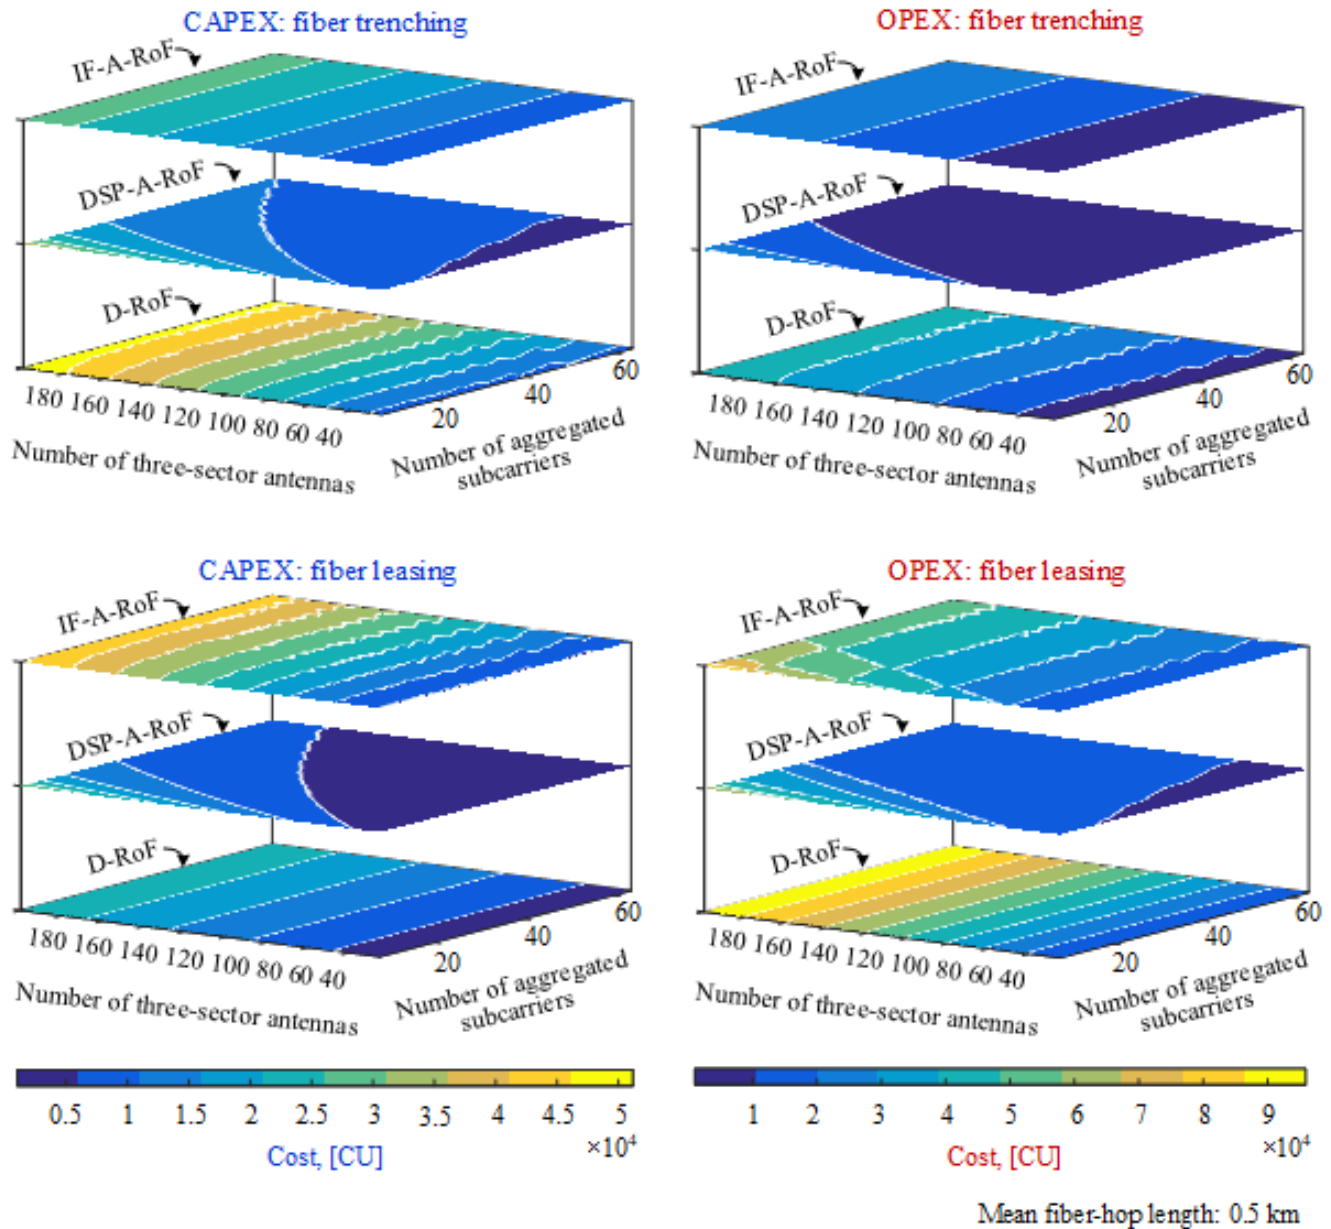 CAPEX: fiber trenching
IF-A-RoF
DSP-A-RoF
D-RoF
180 160 140 120 100 80 60 40
20 40 60
Number of three-sector antennas
Number of aggregated
subcarriers
OPEX: fiber trenching
IF-A-RoF
DSP-A-RoF
D-RoF
180 160 140 120 100 80 60 40
20 40 60
Number of three-sector antennas
Number of aggregated
subcarriers
CAPEX: fiber leasing
IF-A-RoF
DSP-A-RoF
D-RoF
180 160 140 120 100 80 60 40
20 40 60
Number of three-sector antennas
Number of aggregated
subcarriers
OPEX: fiber leasing
IF-A-RoF
DSP-A-RoF
D-RoF
180 160 140 120 100 80 60 40
20 40 60
Number of three-sector antennas
Number of aggregated
subcarriers
0.5 1 1.5 2 2.5 3 3.5 4 4.5 5
×10⁴
Cost, [CU]
1 2 3 4 5 6 7 8 9
×10⁴
Cost, [CU]
Mean fiber-hop length: 0.5 km